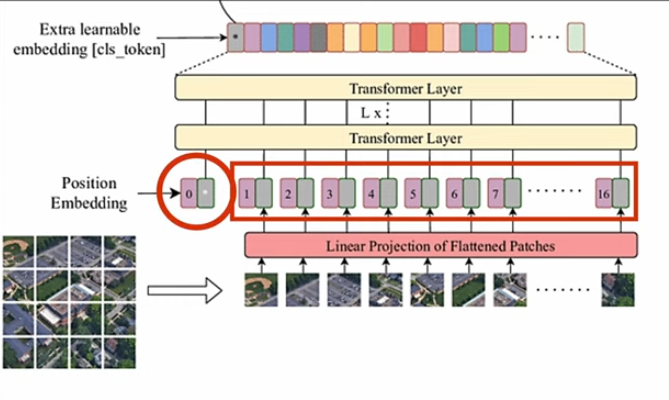 Extra learnable
embedding [cls_token]
*
Transformer Layer
L x
Transformer Layer
Position
Embedding
0 * 1 2 3 4 5 6 7 16
Linear Projection of Flattened Patches